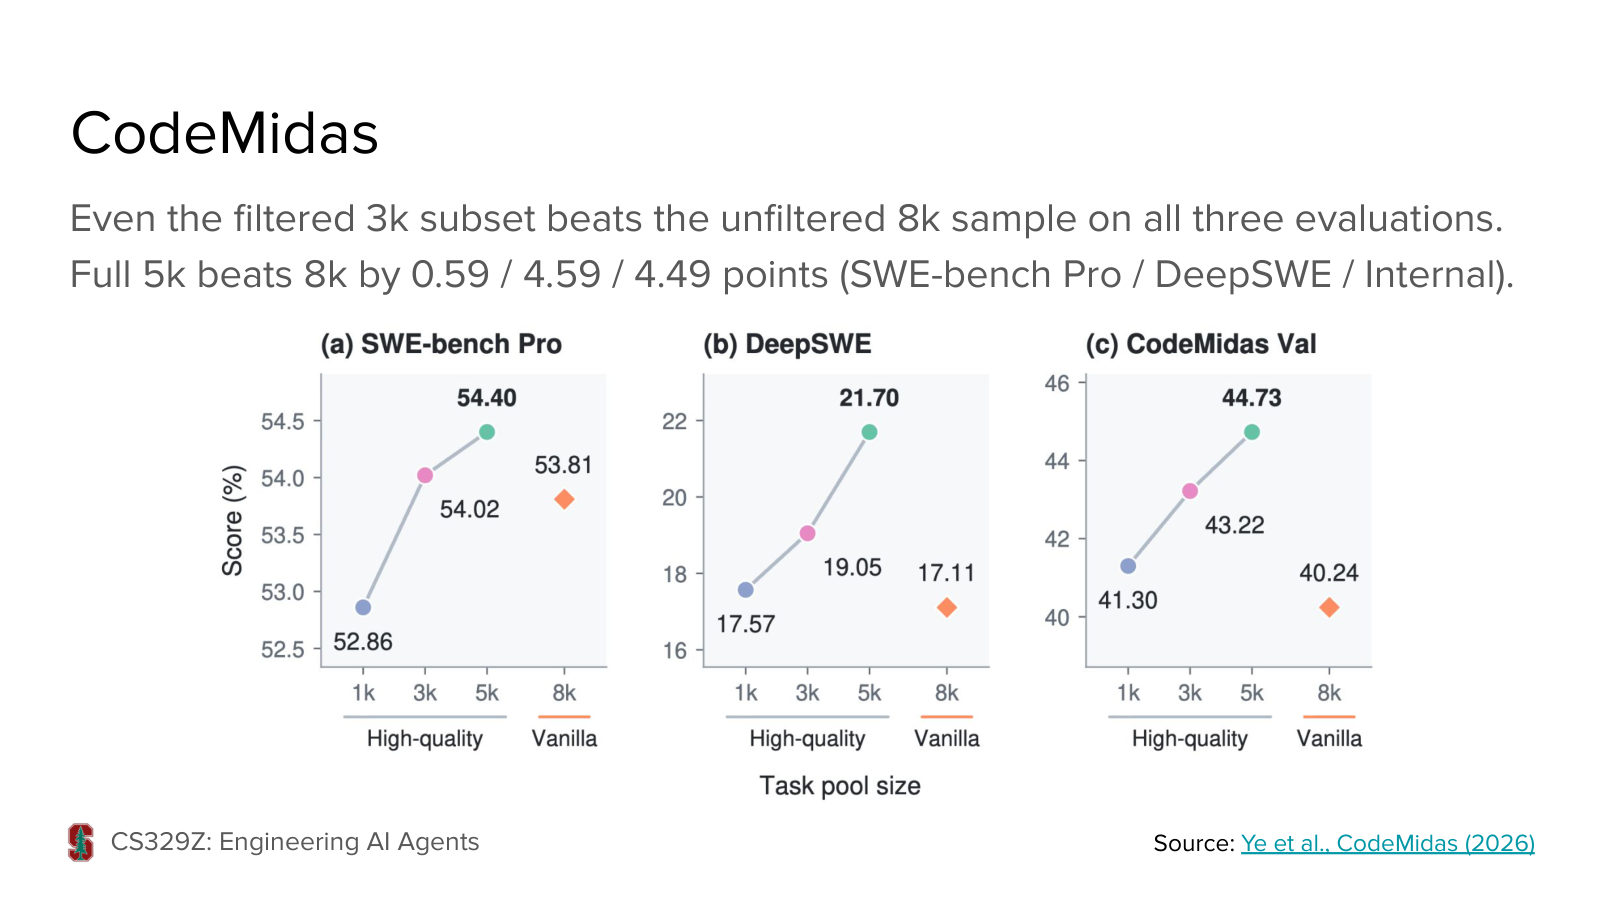 CodeMidas
Even the filtered 3k subset beats the unfiltered 8k sample on all three evaluations.
Full 5k beats 8k by 0.59 / 4.59 / 4.49 points (SWE-bench Pro / DeepSWE / Internal).
(a) SWE-bench Pro
Score (%)
54.5
54.0
53.5
53.0
52.5
54.40
53.81
54.02
52.86
1k 3k 5k 8k
High-quality Vanilla
(b) DeepSWE
22
20
18
16
21.70
19.05
17.11
17.57
1k 3k 5k 8k
High-quality Vanilla
(c) CodeMidas Val
46
44
42
40
44.73
43.22
40.24
41.30
1k 3k 5k 8k
High-quality Vanilla
Task pool size
CS329Z: Engineering AI Agents
Source: Ye et al., CodeMidas (2026)